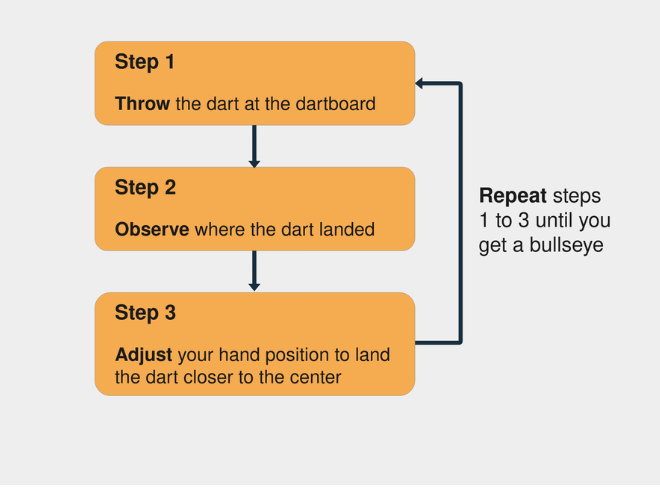 Step 1
Throw the dart at the dartboard
Step 2
Observe where the dart landed
Step 3
Adjust your hand position to land
the dart closer to the center
Repeat steps
1 to 3 until you
get a bullseye